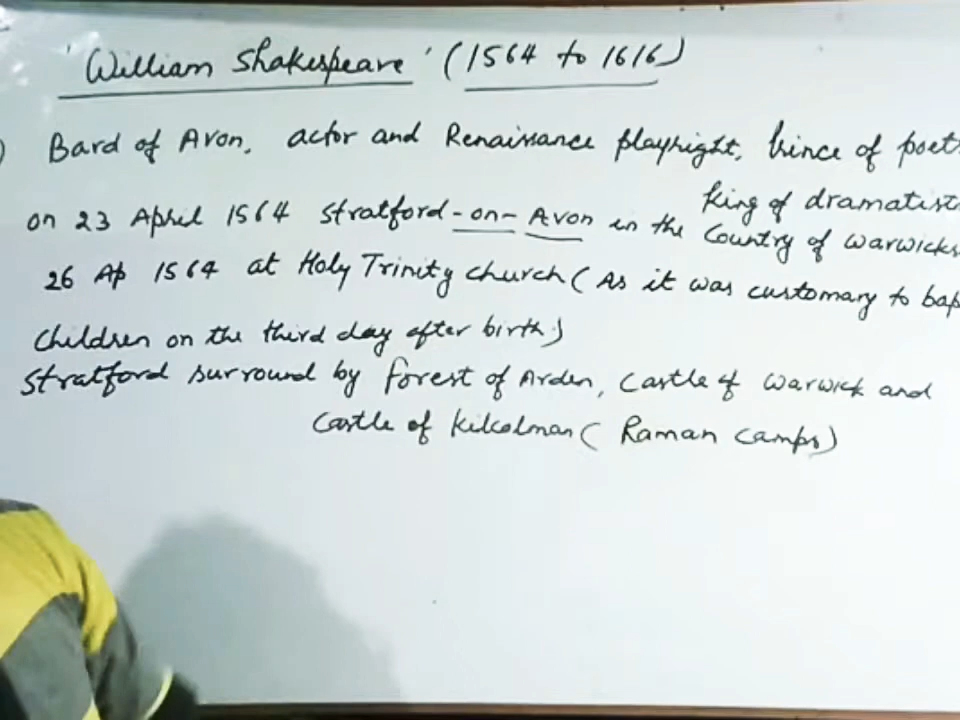 'William Shakespeare' (1564 to 1616)
) Bard of Avon, actor and Renaissance playright, Prince of poets
king of dramatist
on 23 April 1564 Stratford-on-Avon in the Country of Warwicks
26 Ap 1564 at Holy Trinity church (As it was customary to bap
children on the third day after birth)
Stratford surround by forest of Arden, castle of Warwick and
castle of Kilcolman (Raman camps)